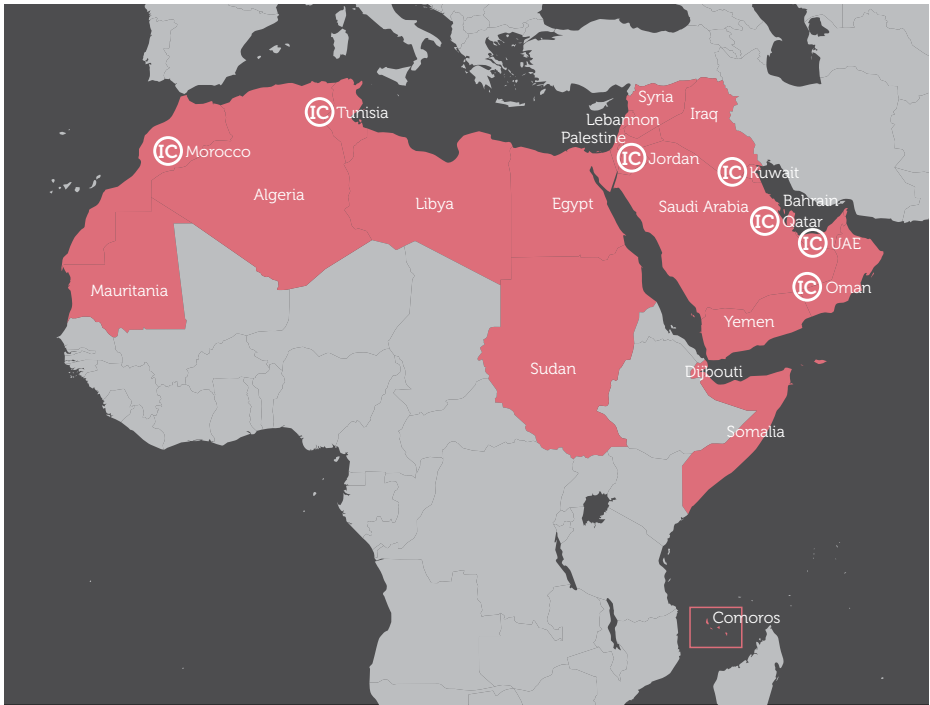 Syria
Iraq
Lebannon
Palestine
IC Tunisia
IC Morocco
IC Jordan
IC Kuwait
Algeria
Libya
Egypt
Saudi Arabia
Bahrain
IC Qatar
IC UAE
Mauritania
IC Oman
Yemen
Sudan
Dijbouti
Somalia
Comoros